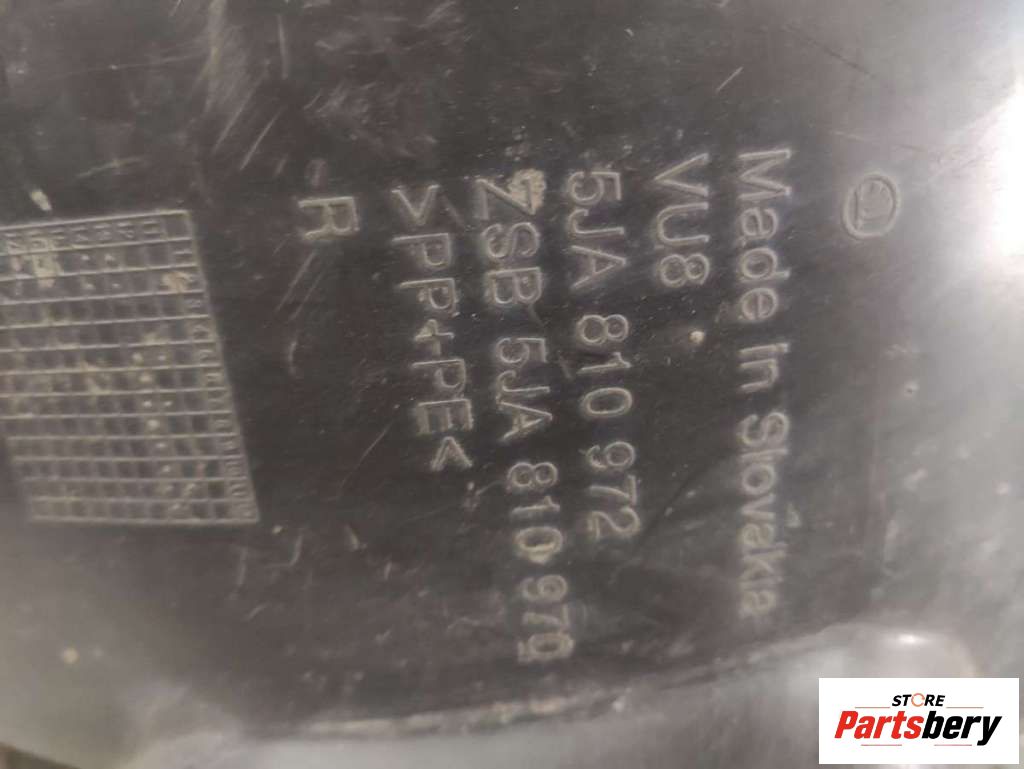 Made in Slovakia
VU8
5JA 810 972
ZSB 5JA 810 970
>PP+PE<
-R
STORE
Partsbery